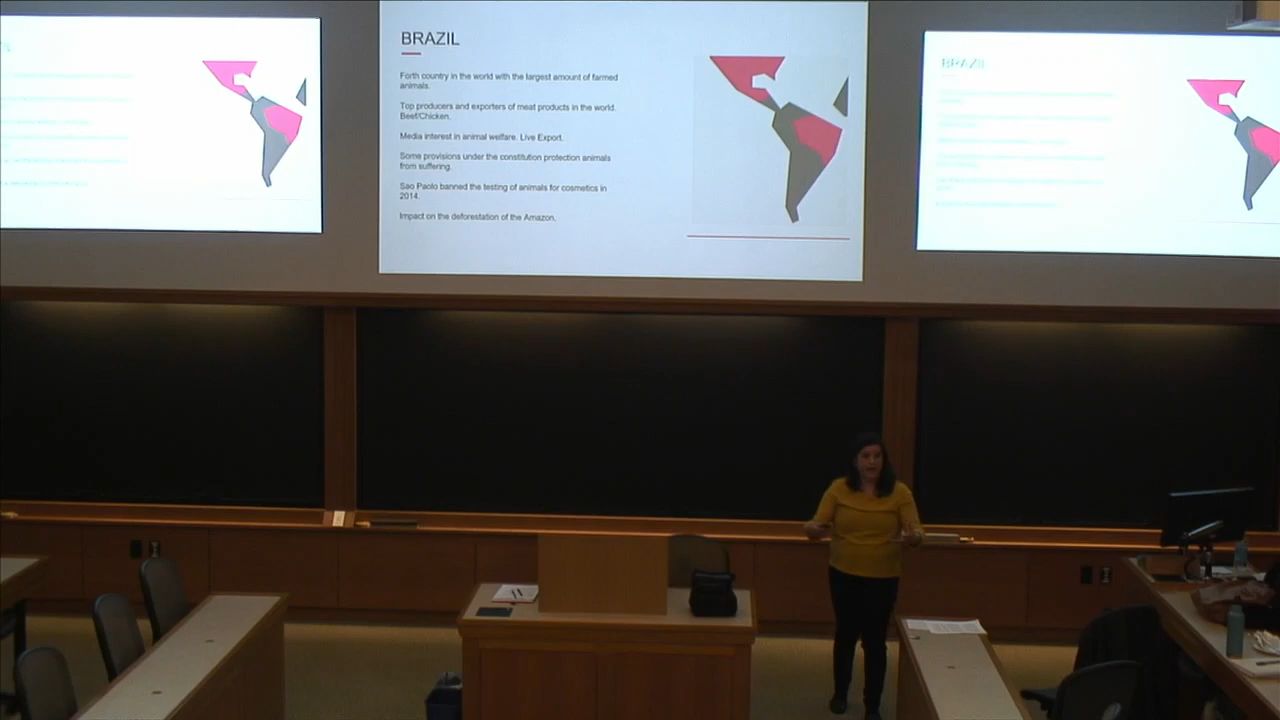 BRAZIL
Forth country in the world with the largest amount of farmed
animals.
Top producers and exporters of meat products in the world.
Beef/Chicken.
Media interest in animal welfare. Live Export.
Some provisions under the constitution protection animals
from suffering.
Sao Paolo banned the testing of animals for cosmetics in
2014.
Impact on the deforestation of the Amazon.
BRAZIL